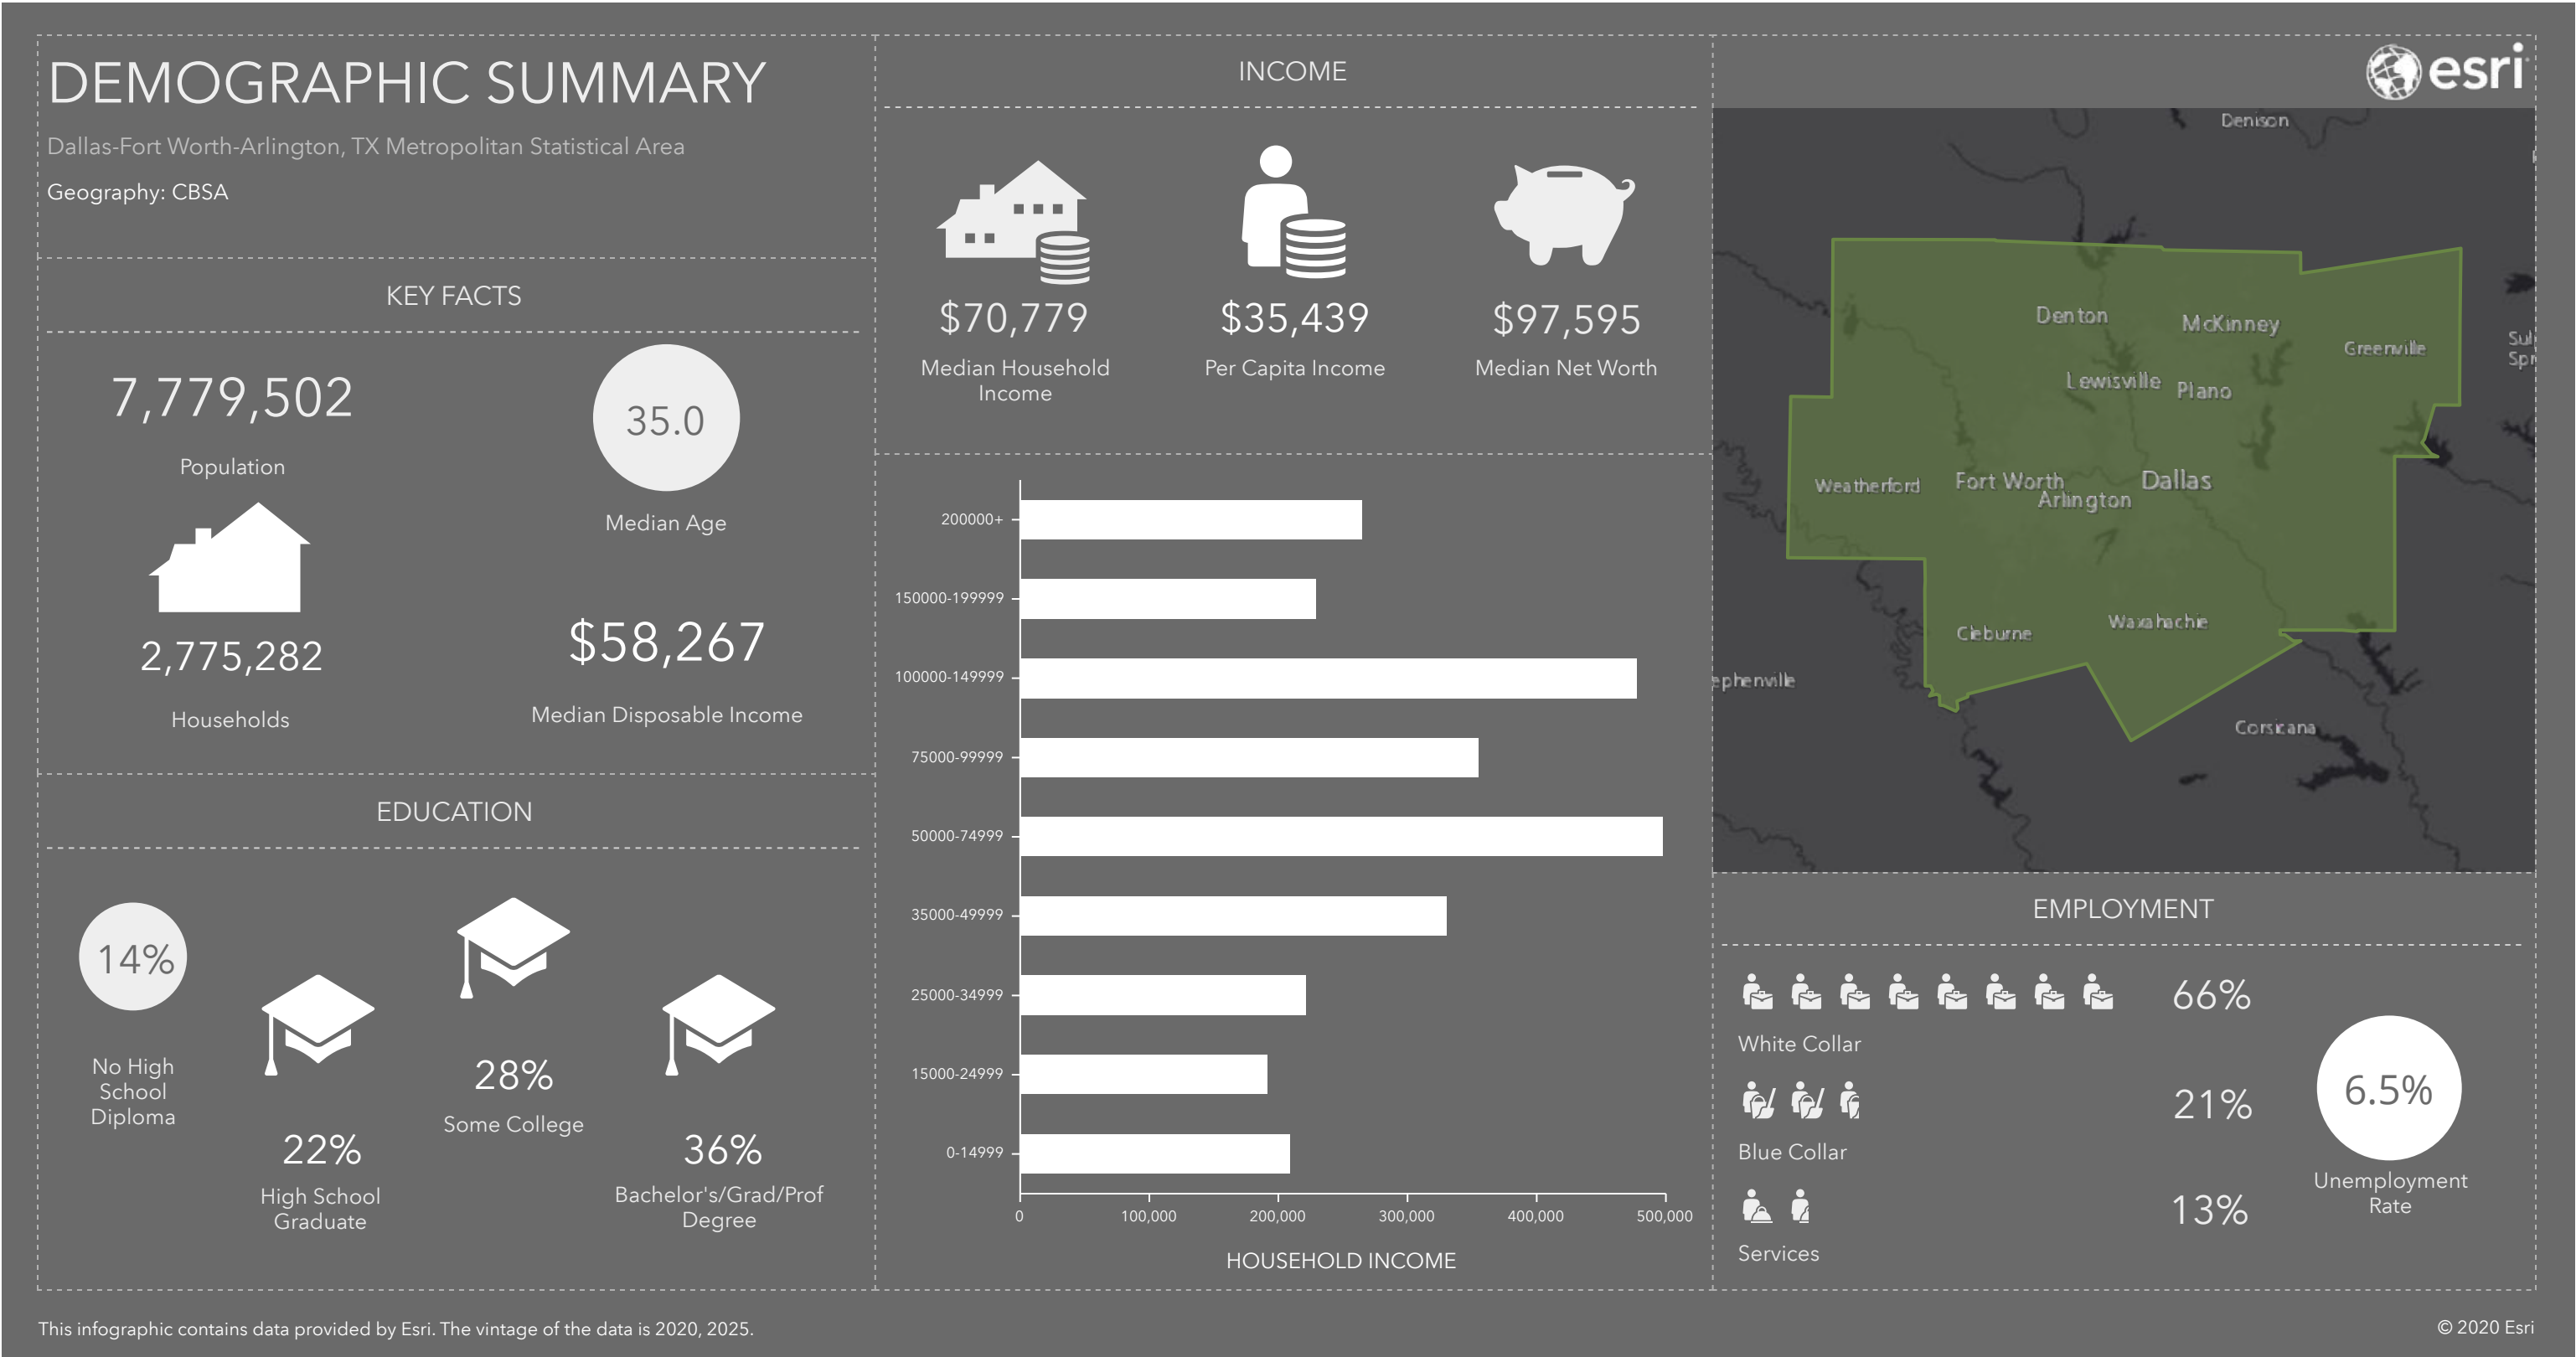 DEMOGRAPHIC SUMMARY
Dallas-Fort Worth-Arlington, TX Metropolitan Statistical Area
Geography: CBSA
KEY FACTS
7,779,502
Population
35.0
Median Age
2,775,282
Households
$58,267
Median Disposable Income
EDUCATION
14%
No High
School
Diploma
22%
High School
Graduate
28%
Some College
36%
Bachelor's/Grad/Prof
Degree
INCOME
$70,779
Median Household
Income
$35,439
Per Capita Income
$97,595
Median Net Worth
200000+
150000-199999
100000-149999
75000-99999
50000-74999
35000-49999
25000-34999
15000-24999
0-14999
0 100,000 200,000 300,000 400,000 500,000
HOUSEHOLD INCOME
esri
Denison
Denton
McKinney
Greenville
Sul
Spr
Lewisville
Plano
Weatherford
Fort Worth
Dallas
Arlington
Cleburne
Waxahachie
ephenville
Corsicana
EMPLOYMENT
66%
White Collar
21%
Blue Collar
13%
Services
6.5%
Unemployment
Rate
This infographic contains data provided by Esri. The vintage of the data is 2020, 2025.
© 2020 Esri